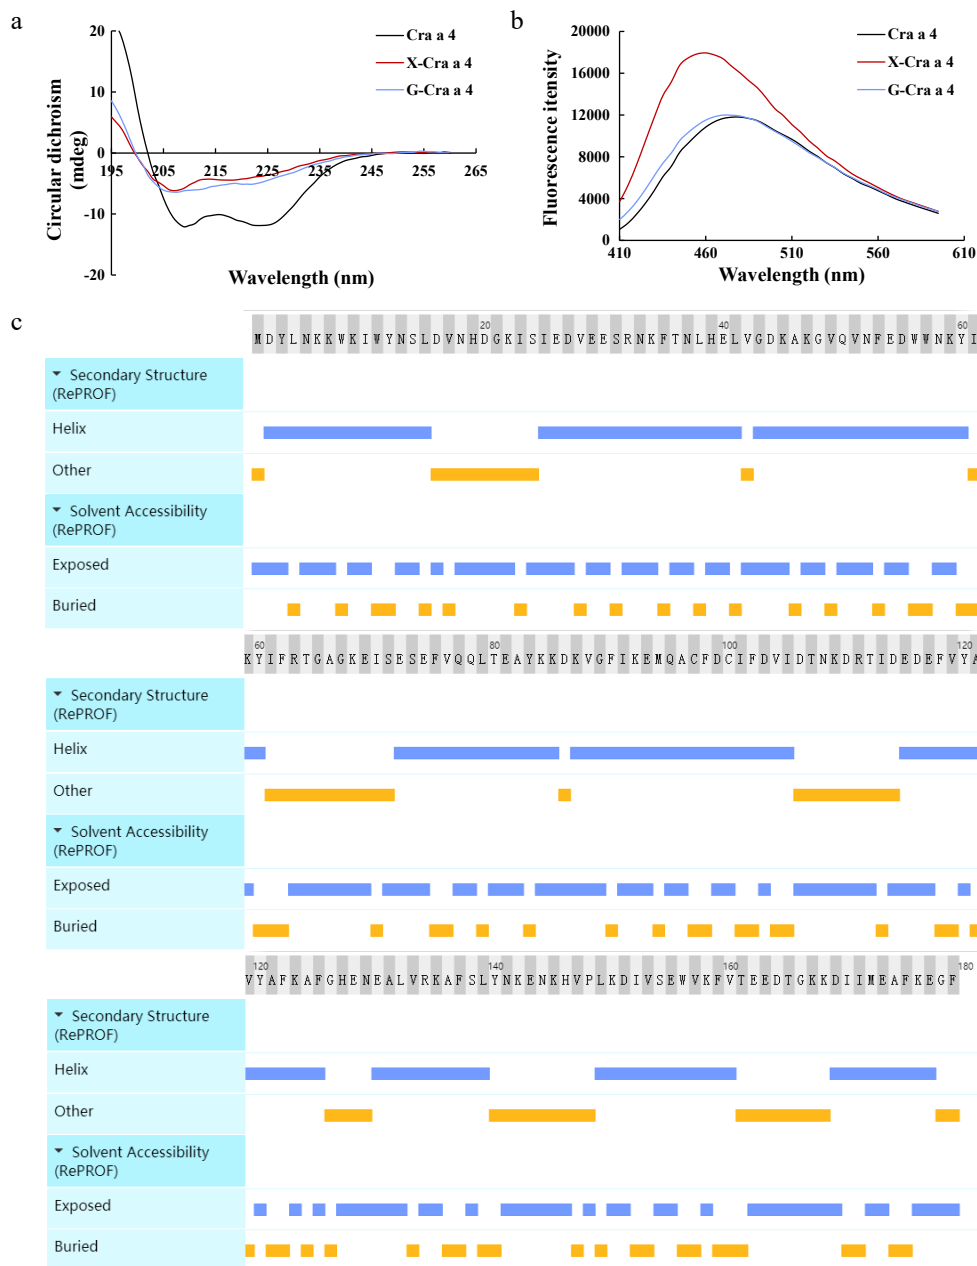 a
20
10
0
-10
-20
195 205 215 225 235 245 255 265
Circular dichroism
(mdeg)
Wavelength (nm)
Cra a 4
X-Cra a 4
G-Cra a 4
b
20000
16000
12000
8000
4000
0
410 460 510 560 610
Fluorescence itensity
Wavelength (nm)
Cra a 4
X-Cra a 4
G-Cra a 4
c
20 40 60
M D Y L N K K W K I W Y N S L D V N H D G K I S I E D V E E S R N K F T N L H E L V G D K A K G V Q V N F E D W W N K Y I
Secondary Structure
(RePROF)
Helix
Other
Solvent Accessibility
(RePROF)
Exposed
Buried
60 80 100 120
K Y I F R T G A G K E I S E S E F V Q Q L T E A Y K K D K V G F I K E M Q A C F D C I F D V I D T N K D R T I D E D E F V Y A
Secondary Structure
(RePROF)
Helix
Other
Solvent Accessibility
(RePROF)
Exposed
Buried
120 140 160 180
V Y A F K A F G H E N E A L V R K A F S L Y N K E N K H V P L K D I V S E W V K F V T E E D T G K K D I I M E A F K E G F
Secondary Structure
(RePROF)
Helix
Other
Solvent Accessibility
(RePROF)
Exposed
Buried